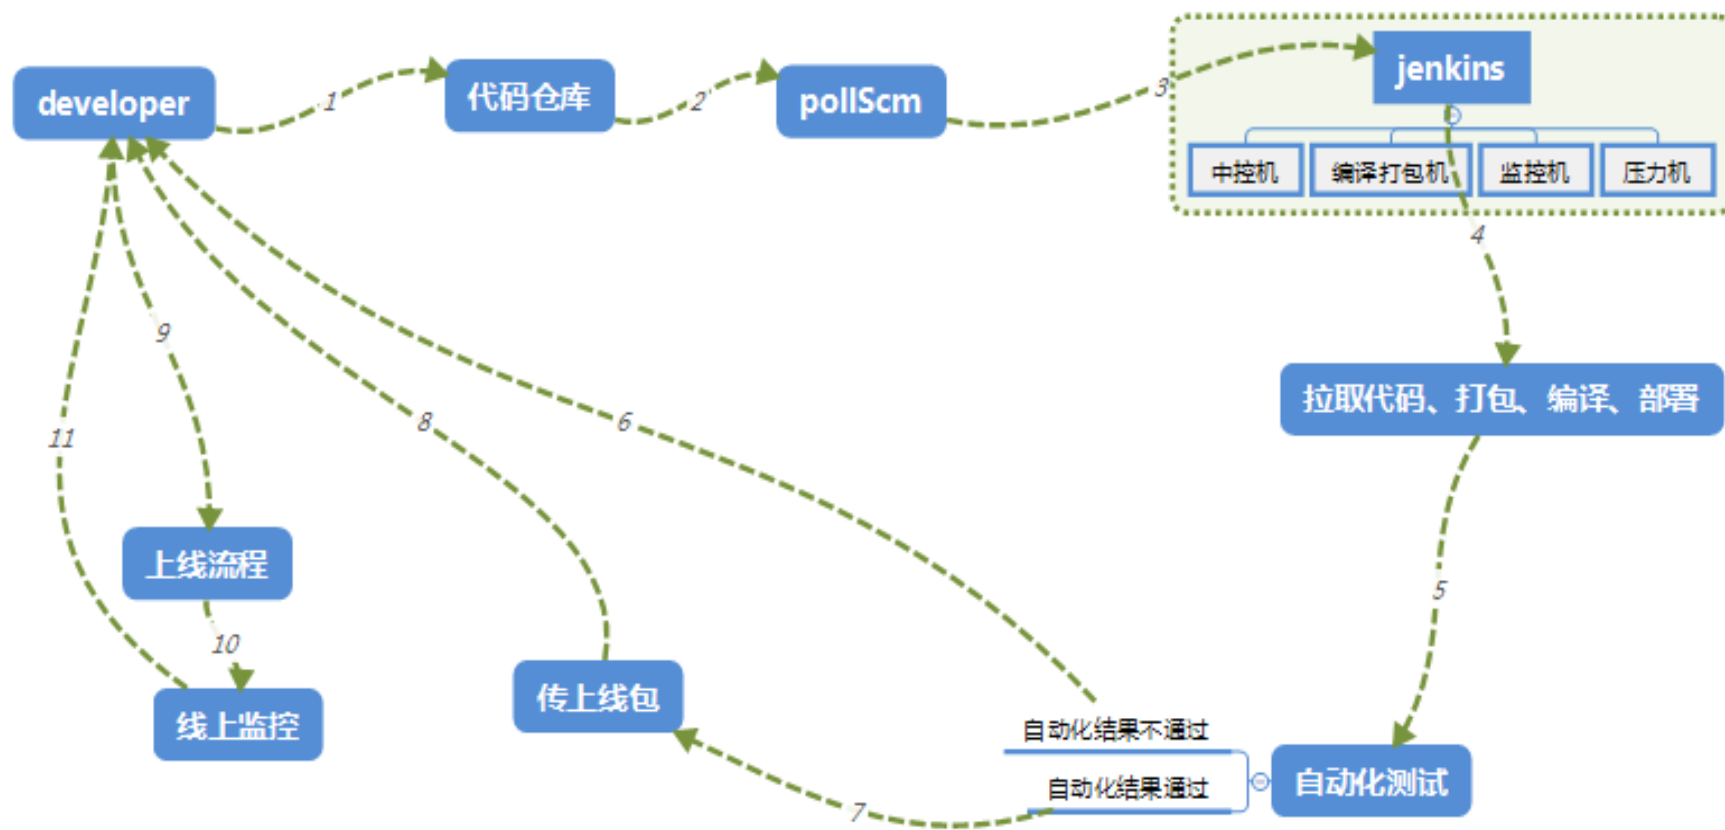 developer
1
代码仓库
2
pollScm
3
jenkins
中控机
编译打包机
监控机
压力机
4
拉取代码、打包、编译、部署
5
自动化测试
自动化结果不通过
自动化结果通过
6
7
传上线包
8
9
上线流程
10
线上监控
11